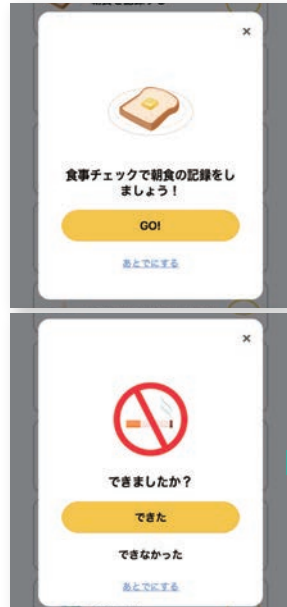 ×
食事チェックで朝食の記録をし
ましょう！
GO!
あとでにする
×
できましたか？
できた
できなかった
あとでにする